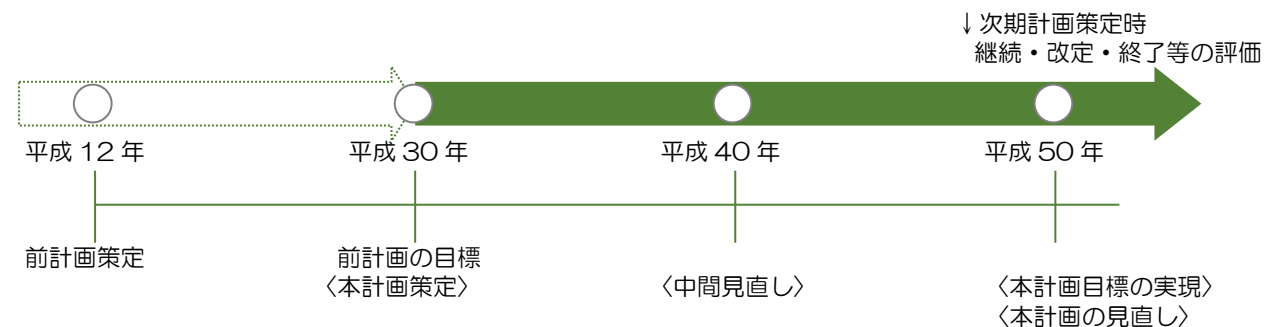 ↓次期計画策定時
継続・改定・終了等の評価
平成 12 年
平成 30 年
平成 40 年
平成 50 年
前計画策定
前計画の目標
〈本計画策定〉
〈中間見直し〉
〈本計画目標の実現〉
〈本計画の見直し〉